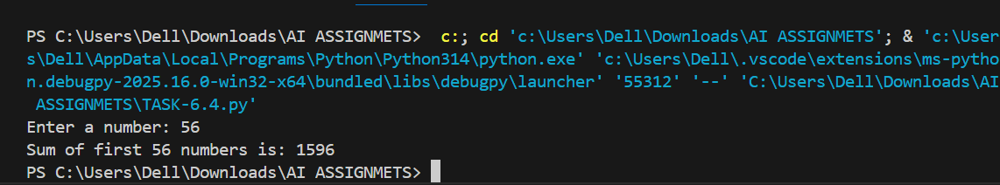 PS C:\Users\Dell\Downloads\AI ASSIGNMETS>  c:; cd 'c:\Users\Dell\Downloads\AI ASSIGNMETS'; & 'c:\User
s\Dell\AppData\Local\Programs\Python\Python314\python.exe' 'c:\Users\Dell\.vscode\extensions\ms-pytho
n.debugpy-2025.16.0-win32-x64\bundled\libs\debugpy\launcher' '55312' '--' 'C:\Users\Dell\Downloads\AI
 ASSIGNMETS\TASK-6.4.py'
Enter a number: 56
Sum of first 56 numbers is: 1596
PS C:\Users\Dell\Downloads\AI ASSIGNMETS>